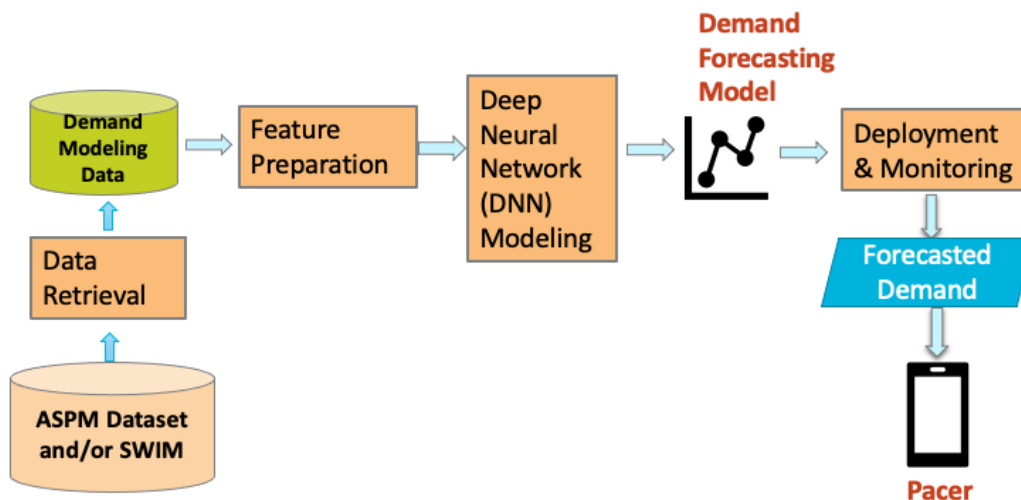 ASPM Dataset
and/or SWIM
Data
Retrieval
Demand
Modeling
Data
Feature
Preparation
Deep
Neural
Network
(DNN)
Modeling
Demand
Forecasting
Model
Deployment
& Monitoring
Forecasted
Demand
Pacer